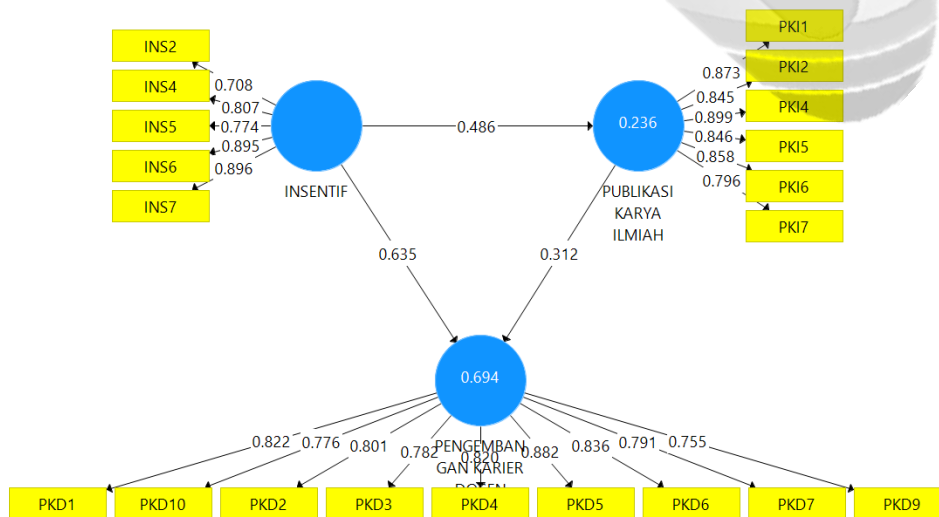 INS2
INS4
INS5
INS6
INS7
0.708
0.807
0.774
0.895
0.896
INSENTIF
0.486
0.236
PUBLIKASI
KARYA
ILMIAH
0.873
0.845
0.899
0.846
0.858
0.796
PKI1
PKI2
PKI4
PKI5
PKI6
PKI7
0.635
0.312
0.694
PENGEMBAN
GAN KARIER
DOSEN
0.822
0.776
0.801
0.782
0.820
0.882
0.836
0.791
0.755
PKD1
PKD10
PKD2
PKD3
PKD4
PKD5
PKD6
PKD7
PKD9